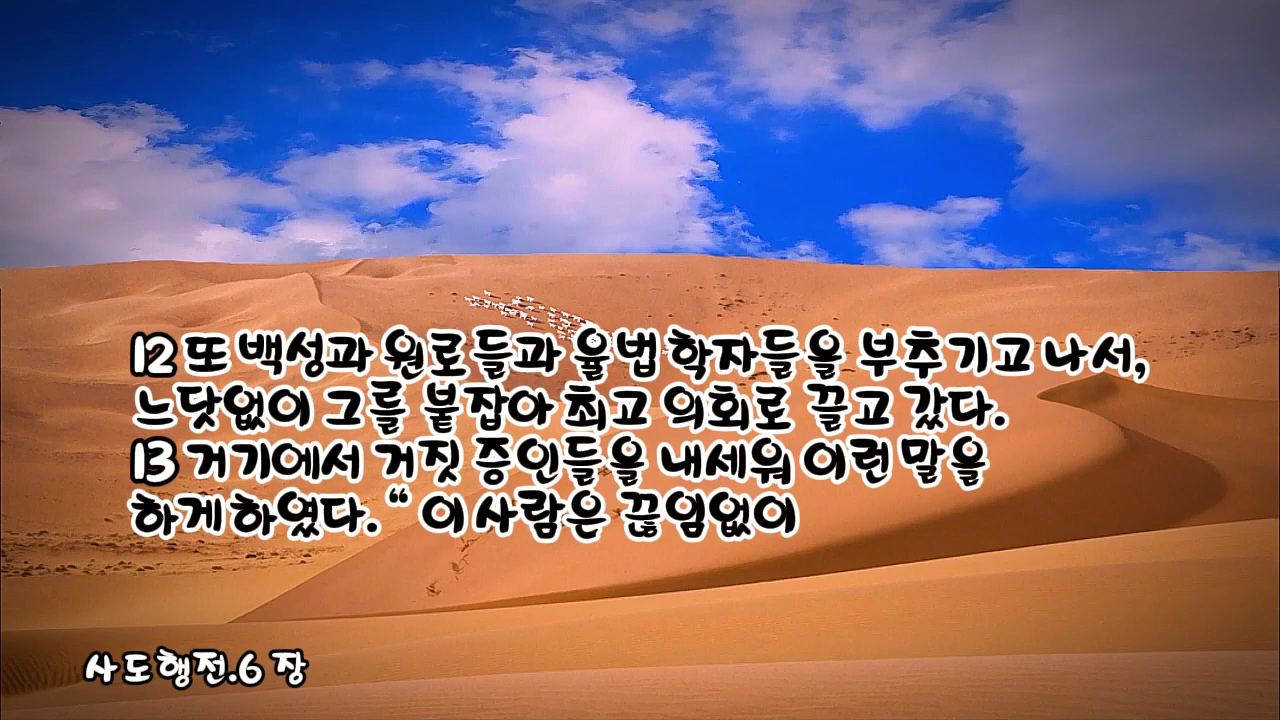 12 또 백성과 원로들과 율법 학자들을 부추기고 나서,
느닷없이 그를 붙잡아 최고 의회로 끌고 갔다.
13 거기에서 거짓 증인들을 내세워 이런 말을
하게 하였다. “ 이 사람은 끊임없이
사도행전.6 장